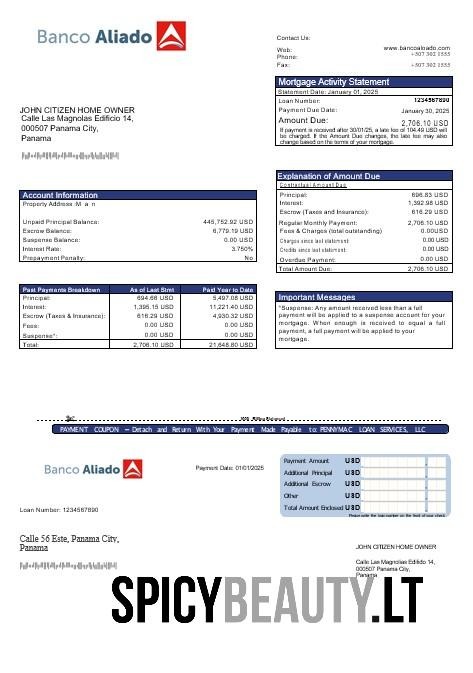 Banco Aliado
Contact Us:
Web: www.bancoaloado.com
Phone: +507 302 1555
Fax: +507 302 1555
Mortgage Activity Statement
Statement Date: January 01, 2025
Loan Number: 1234567890
Payment Due Date: January 30, 2025
Amount Due: 2,706.10 USD
If payment is received after 30/01/25, a late fee of 104.49 USD will
be charged. If the Amount Due changes, the late fee may also
change based on the terms of your mortgage.
JOHN CITIZEN HOME OWNER
Calle Las Magnolias Edificio 14,
000507 Panama City,
Panama
Account Information
Property Address
Unpaid Principal Balance: 445,752.92 USD
Escrow Balance: 6,779.19 USD
Suspense Balance: 0.00 USD
Interest Rate: 3.750%
Prepayment Penalty: No
Explanation of Amount Due
Contractual Amount Due
Principal: 696.83 USD
Interest: 1,392.98 USD
Escrow (Taxes and Insurance): 616.29 USD
Regular Monthly Payment: 2,706.10 USD
Fees & Charges (total outstanding) 0.00USD
Charges since last statement: 0.00 USD
Credits since last statement: 0.00 USD
Overdue Payment: 0.00 USD
Total Amount Due: 2,706.10 USD
Past Payments Breakdown As of Last Stmt Paid Year to Date
Principal: 694.66 USD 5,497.08 USD
Interest: 1,395.15 USD 11,221.40 USD
Escrow (Taxes & Insurance): 616.29 USD 4,930.32 USD
Fees: 0.00 USD 0.00 USD
Suspense*: 0.00 USD 0.00 USD
Total: 2,706.10 USD 21,648.80 USD
Important Messages
*Suspense: Any amount received less than a full
payment will be applied to a suspense account for your
mortgage. When enough is received to equal a full
payment, a full payment will be applied to your
mortgage.
PAYMENT COUPON – Detach and Return With Your Payment Made Payable to: PENNYMAC LOAN SERVICES, LLC
Banco Aliado
Payment Date: 01/01/2025
Payment Amount USD
Additional Principal USD
Additional Escrow USD
Other USD
Total Amount Enclosed USD
Please write the loan number on the front of your check.
Loan Number: 1234567890
Calle 56 Este, Panama City,
Panama
JOHN CITIZEN HOME OWNER
Calle Las Magnolias Edificio 14,
000507 Panama City,
Panama
SPICYBEAUTY.LT